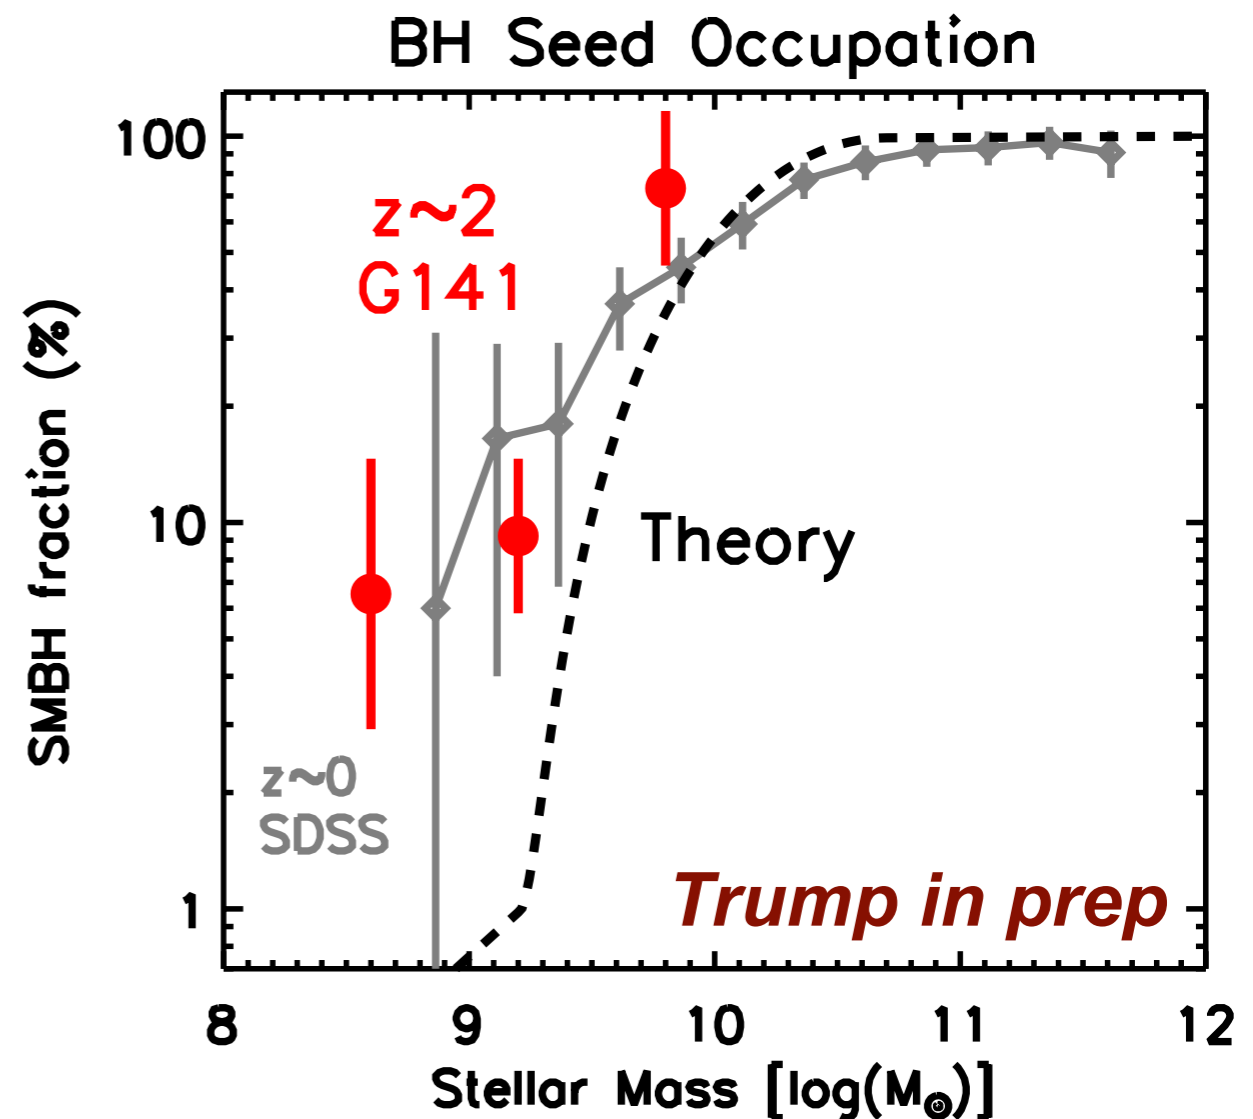 BH Seed Occupation
100
10
1
SMBH fraction (%)
z~2
G141
z~0
SDSS
Theory
Trump in prep
8 9 10 11 12
Stellar Mass [log(M⊙)]